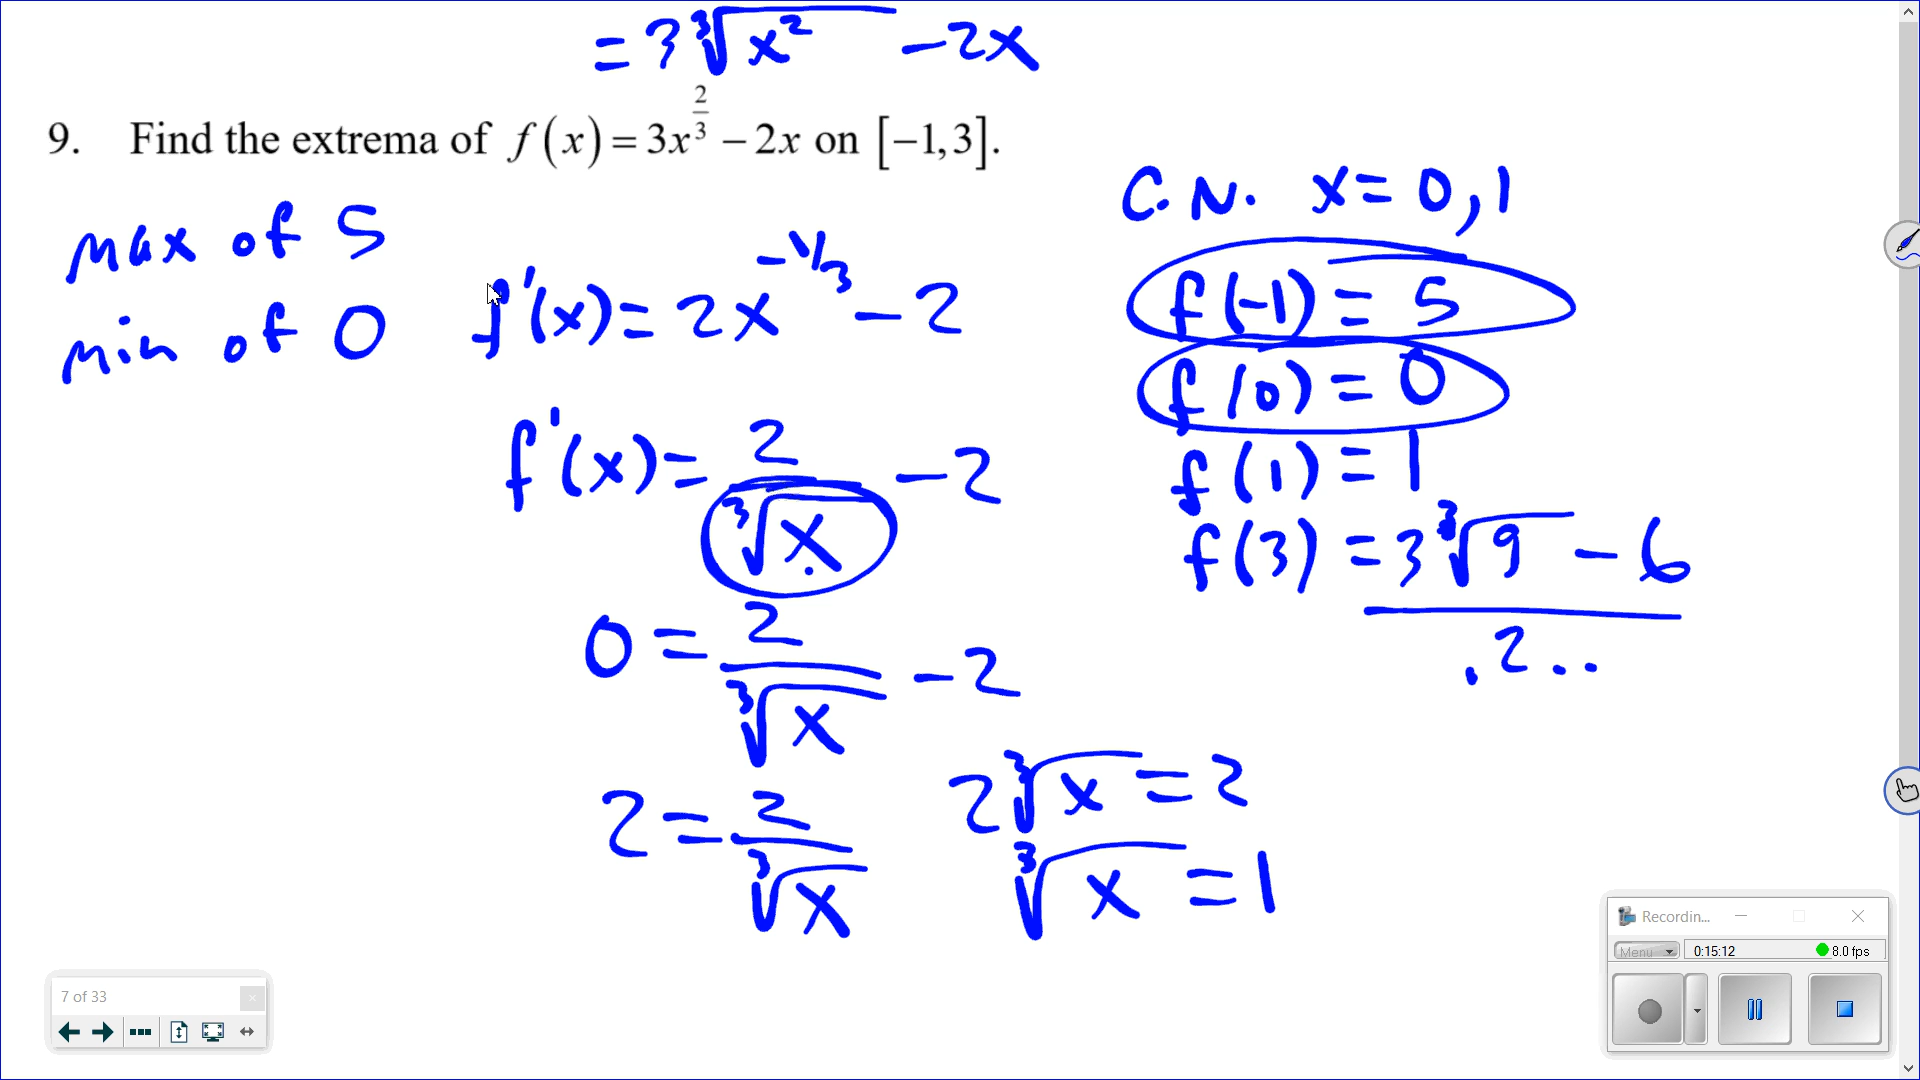 = 3∛x² - 2x
9. Find the extrema of f(x) = 3x^(2/3) − 2x on [−1,3].
max of 5
min of 0
f'(x) = 2x^(-1/3) - 2
f'(x) = 2/∛x - 2
0 = 2/∛x - 2
2 = 2/∛x
2∛x = 2
∛x = 1
C.N. x = 0, 1
f(-1) = 5
f(0) = 0
f(1) = 1
f(3) = 3∛9 - 6
.2..
7 of 33
Recordin...
Menu
0:15:12
8.0 fps